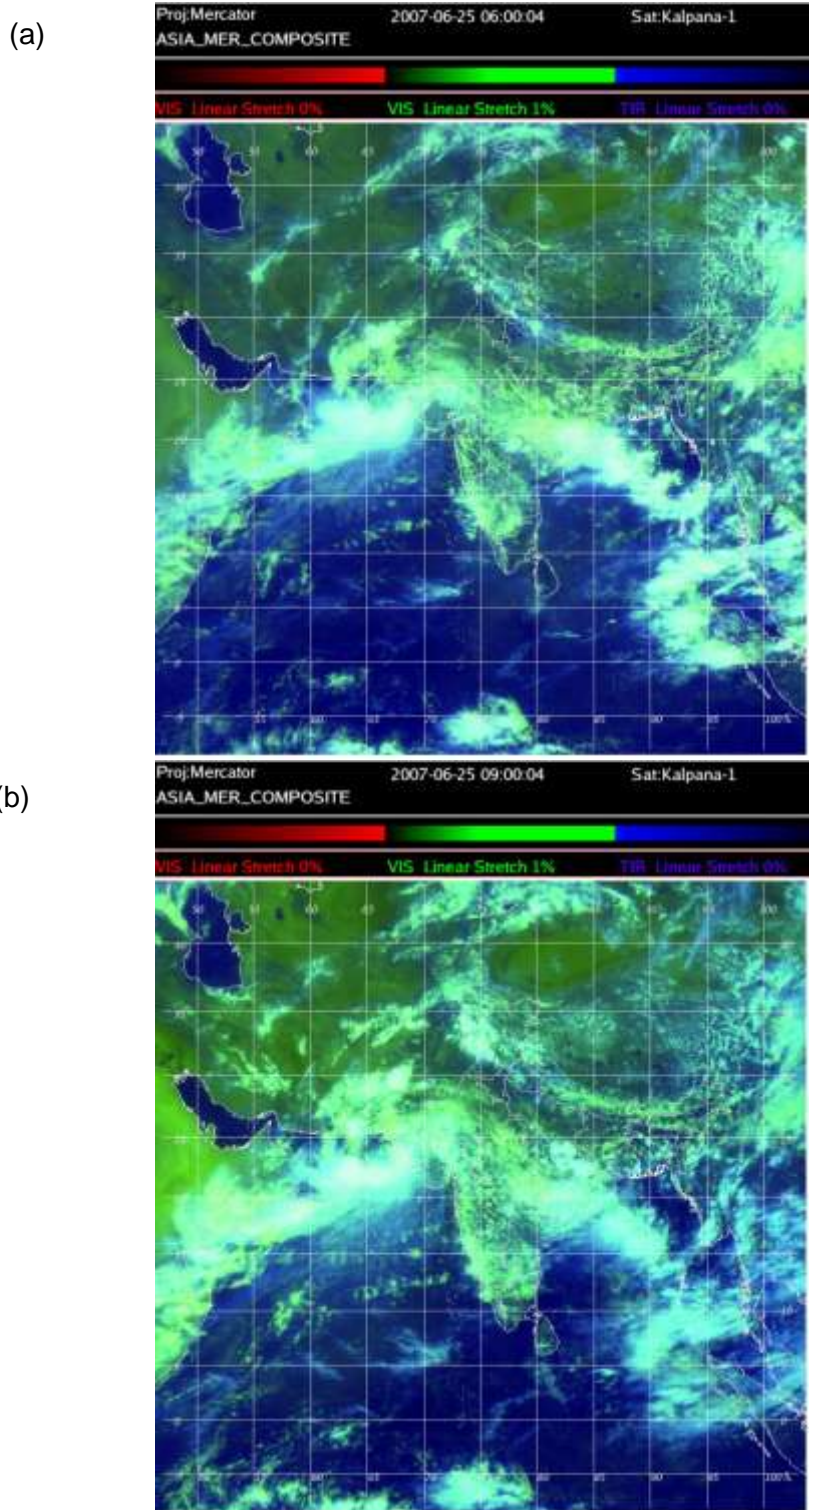 (a)
Proj:Mercator 2007-06-25 06:00:04 Sat:Kalpana-1
ASIA_MER_COMPOSITE
VIS Linear Stretch 0% VIS Linear Stretch 1% TIR Linear Stretch 0%
(b)
Proj:Mercator 2007-06-25 09:00:04 Sat:Kalpana-1
ASIA_MER_COMPOSITE
VIS Linear Stretch 0% VIS Linear Stretch 1% TIR Linear Stretch 0%